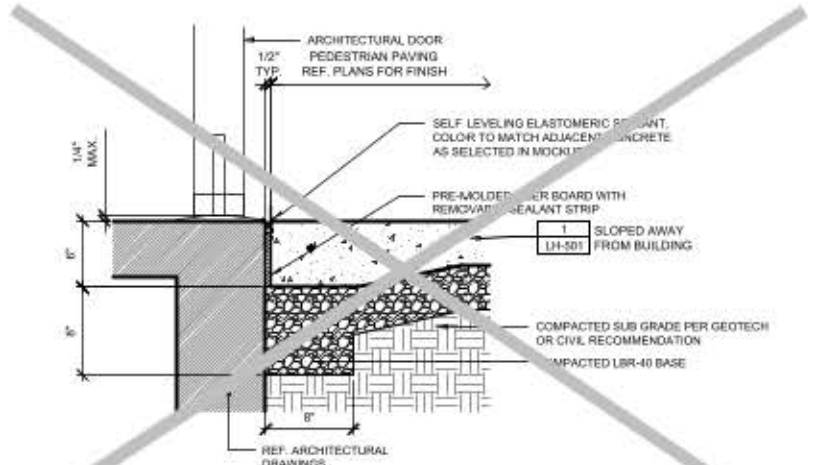 ARCHITECTURAL DOOR
1/2" PEDESTRIAN PAVING
TYP. REF. PLANS FOR FINISH
1/4"
MAX.
SELF LEVELING ELASTOMERIC
COLOR TO MATCH ADJACENT
AS SELECTED IN
PRE-MOLDED BOARD WITH
SEALANT STRIP
1
LH-501
SLOPED AWAY
FROM BUILDING
6"
8"
COMPACTED SUB GRADE PER GEOTECH
OR CIVIL RECOMMENDATION
LBR-40 BASE
8"
REF. ARCHITECTURAL
DRAWINGS